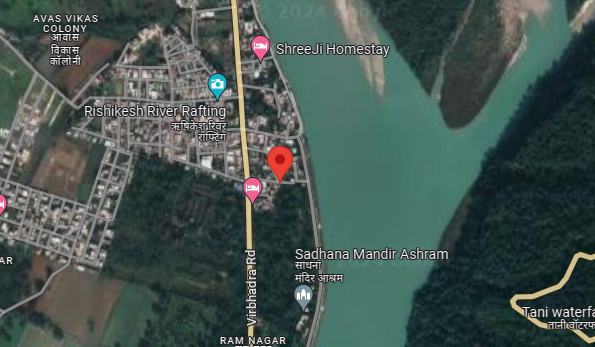 AVAS VIKAS
COLONY
आवास
विकास
कॉलोनी
ShreeJi Homestay
Rishikesh River Rafting
ऋषिकेश रिवर
राफ्टिंग
Sadhana Mandir Ashram
साधना
मंदिर आश्रम
Virbhadra Rd
AR
Tani waterfa
तानी वॉटरफ
RAM NAGAR